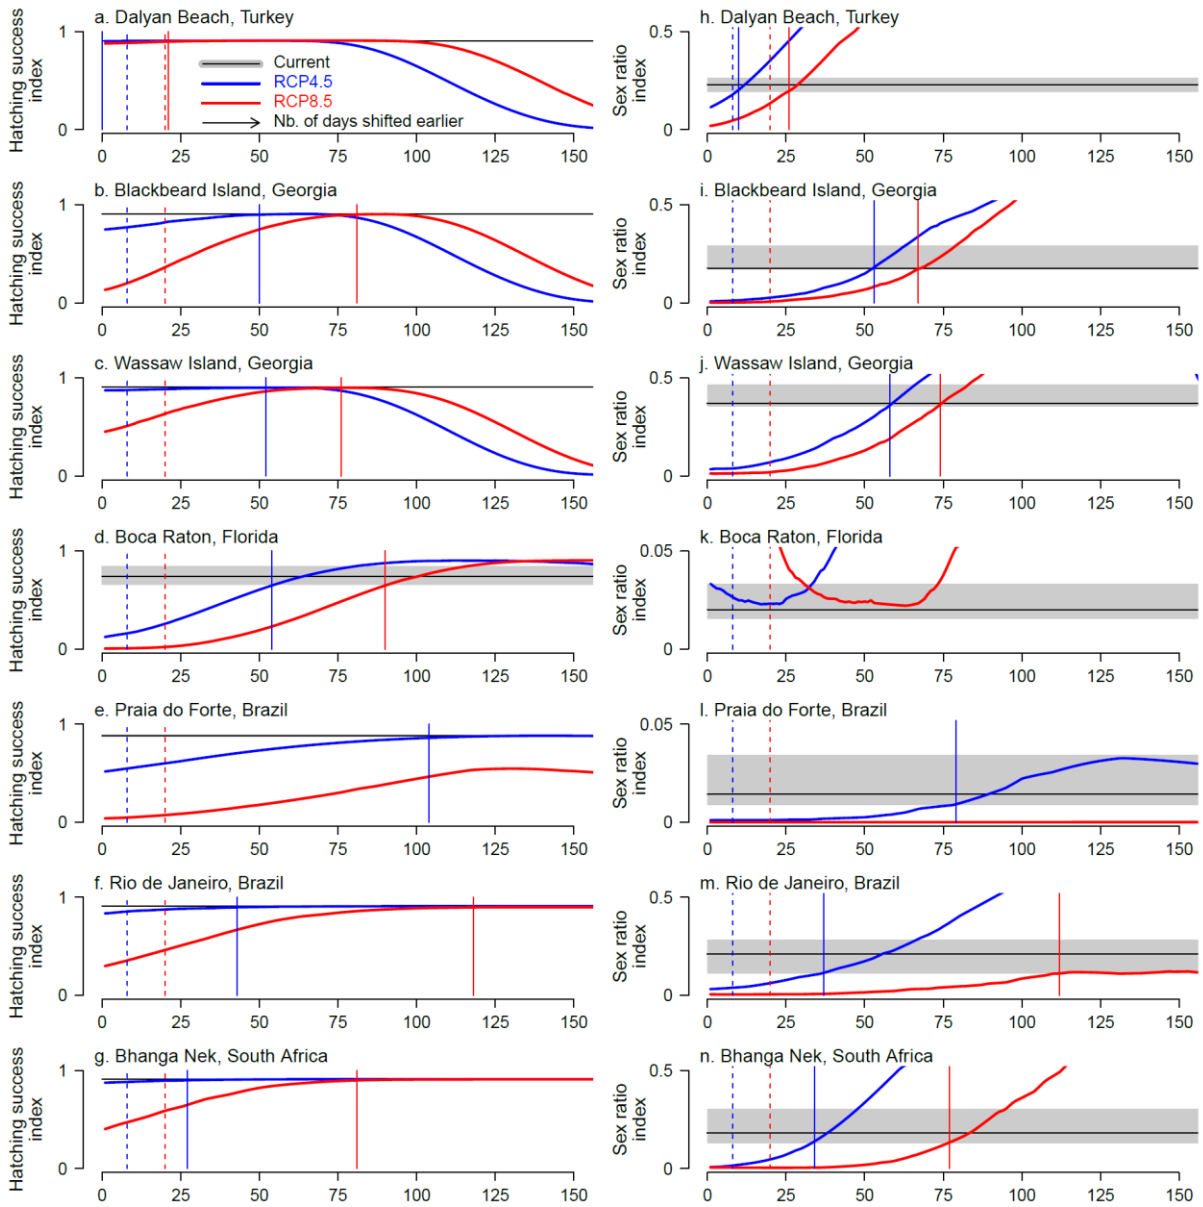 a. Dalyan Beach, Turkey
Hatching success
index
1
0
Current
RCP4.5
RCP8.5
Nb. of days shifted earlier
0 25 50 75 100 125 150
h. Dalyan Beach, Turkey
Sex ratio
index
0.5
0
0 25 50 75 100 125 150
b. Blackbeard Island, Georgia
Hatching success
index
1
0
0 25 50 75 100 125 150
i. Blackbeard Island, Georgia
Sex ratio
index
0.5
0
0 25 50 75 100 125 150
c. Wassaw Island, Georgia
Hatching success
index
1
0
0 25 50 75 100 125 150
j. Wassaw Island, Georgia
Sex ratio
index
0.5
0
0 25 50 75 100 125 150
d. Boca Raton, Florida
Hatching success
index
1
0
0 25 50 75 100 125 150
k. Boca Raton, Florida
Sex ratio
index
0.05
0
0 25 50 75 100 125 150
e. Praia do Forte, Brazil
Hatching success
index
1
0
0 25 50 75 100 125 150
l. Praia do Forte, Brazil
Sex ratio
index
0.05
0
0 25 50 75 100 125 150
f. Rio de Janeiro, Brazil
Hatching success
index
1
0
0 25 50 75 100 125 150
m. Rio de Janeiro, Brazil
Sex ratio
index
0.5
0
0 25 50 75 100 125 150
g. Bhanga Nek, South Africa
Hatching success
index
1
0
0 25 50 75 100 125 150
n. Bhanga Nek, South Africa
Sex ratio
index
0.5
0
0 25 50 75 100 125 150